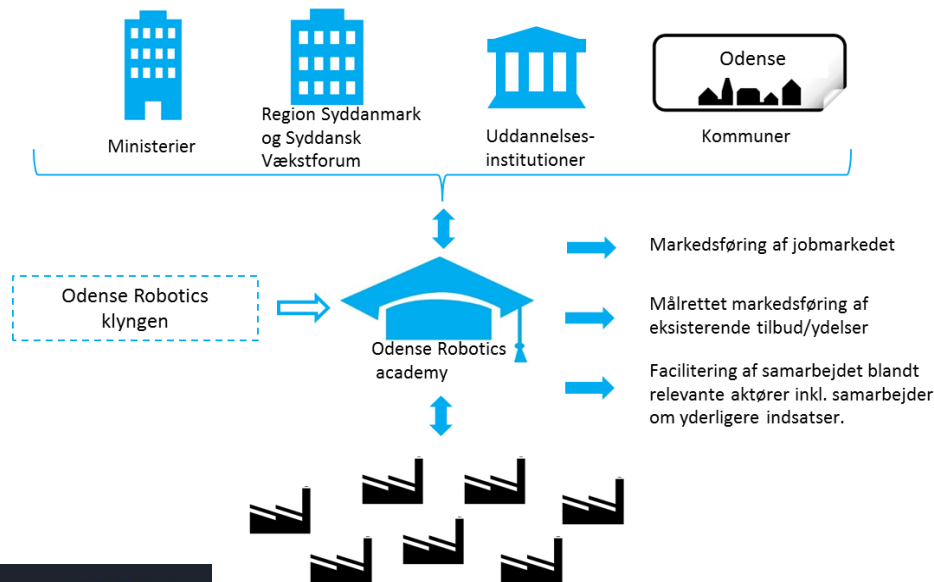 Odense
Ministerier
Region Syddanmark
og Syddansk
Vækstforum
Uddannelses-
institutioner
Kommuner
Odense Robotics
klyngen
Odense Robotics
academy
Markedsføring af jobmarkedet
Målrettet markedsføring af
eksisterende tilbud/ydelser
Facilitering af samarbejdet blandt
relevante aktører inkl. samarbejder
om yderligere indsatser.